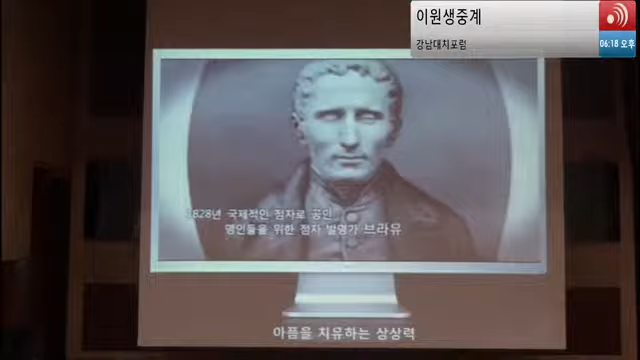 이원생중계
강남대치포럼
06:18 오후
1828년 국제적인 점자로 공인
맹인들을 위한 점자 발명가 브라유
아픔을 치유하는 상상력